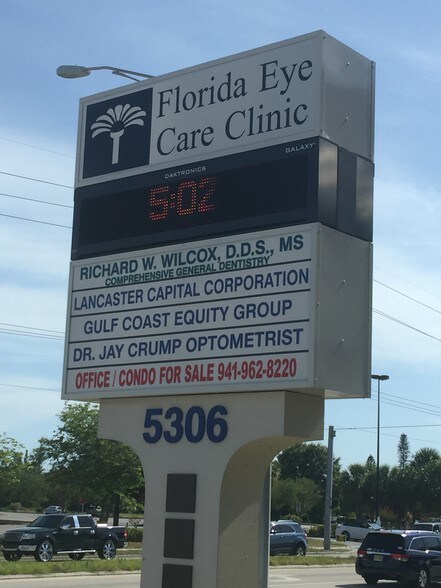 Florida Eye
Care Clinic
DAKTRONICS
GALAXY
5:02
RICHARD W. WILCOX, D.D.S., MS
COMPREHENSIVE GENERAL DENTISTRY
LANCASTER CAPITAL CORPORATION
GULF COAST EQUITY GROUP
DR. JAY CRUMP OPTOMETRIST
OFFICE / CONDO FOR SALE 941-962-8220
5306